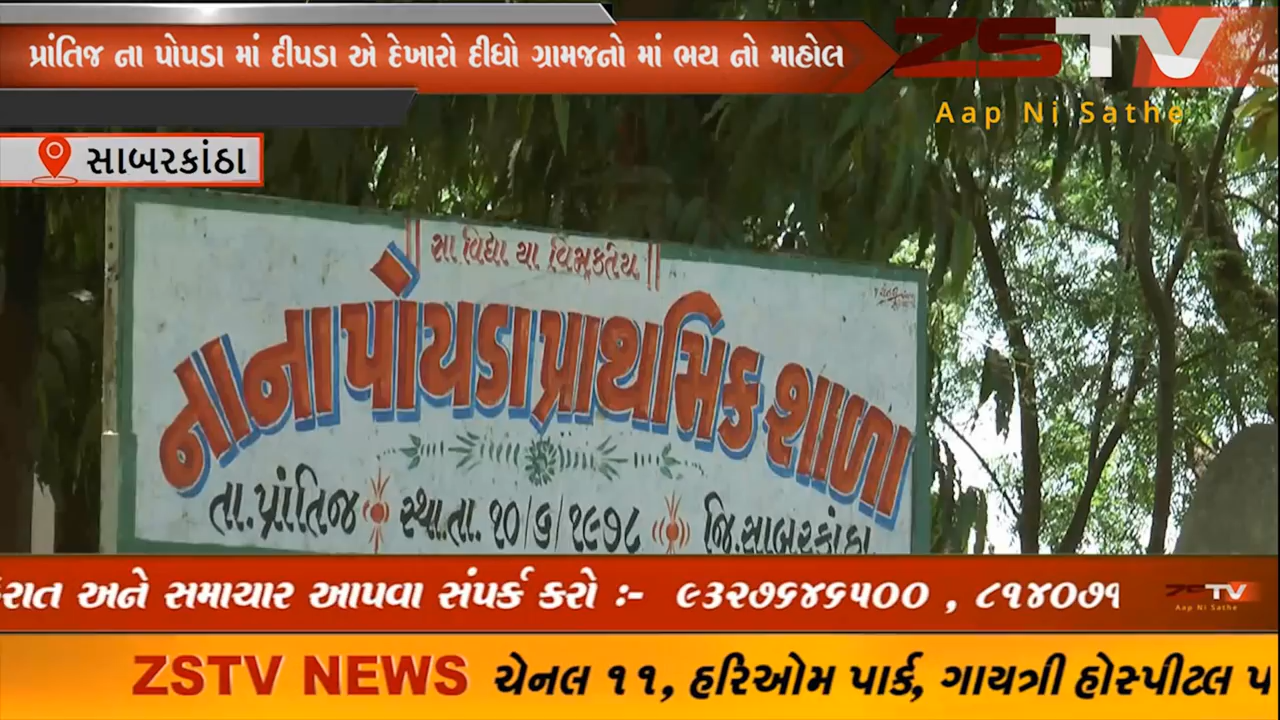 પ્રાંતિજ ના પોપડા માં દીપડા એ દેખારો દીધો ગ્રામજનો માં ભય નો માહોલ
ZSTV
Aap Ni Sathe
સાબરકાંઠા
॥ સા વિદ્યા યા વિમુક્તયે ॥
નાના પોંયડા પ્રાથમિક શાળા
તા. પ્રાંતિજ સ્થા.તા. ૧૦/૭/૧૯૭૮ જિ. સાબરકાંઠા.
રાત અને સમાચાર આપવા સંપર્ક કરો :- ૯૩૨૭૬૪૬૫૦૦ , ૮૧૪૦૭૧
ZSTV
Aap Ni Sathe
ZSTV NEWS ચેનલ ૧૧, હરિઓમ પાર્ક, ગાયત્રી હોસ્પીટલ પ